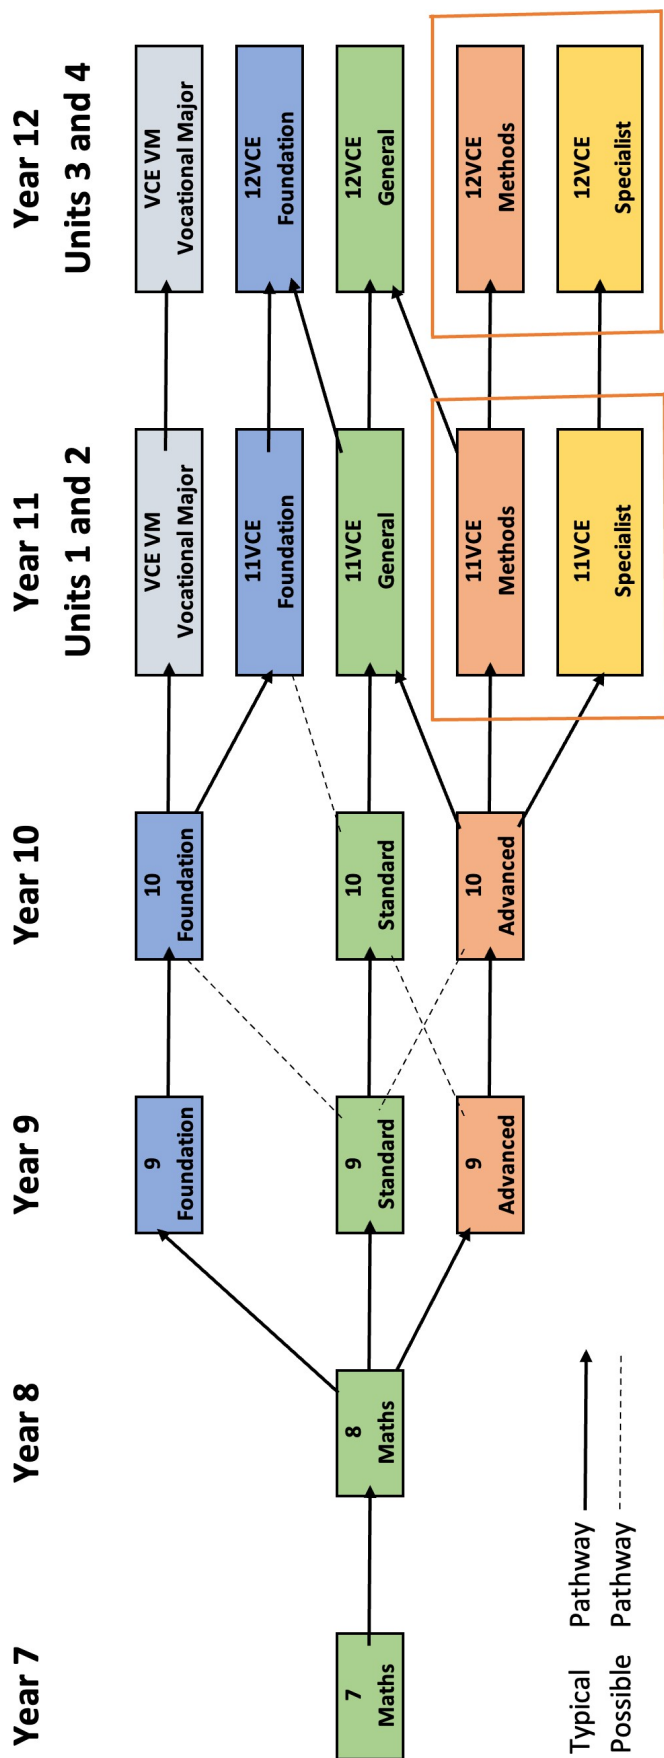 Year 7
Year 8
Year 9
Year 10
Year 11
Units 1 and 2
Year 12
Units 3 and 4
7
Maths
8
Maths
9
Foundation
9
Standard
9
Advanced
10
Foundation
10
Standard
10
Advanced
VCE VM
Vocational Major
11VCE
Foundation
11VCE
General
11VCE
Methods
11VCE
Specialist
VCE VM
Vocational Major
12VCE
Foundation
12VCE
General
12VCE
Methods
12VCE
Specialist
Typical Pathway
Possible Pathway